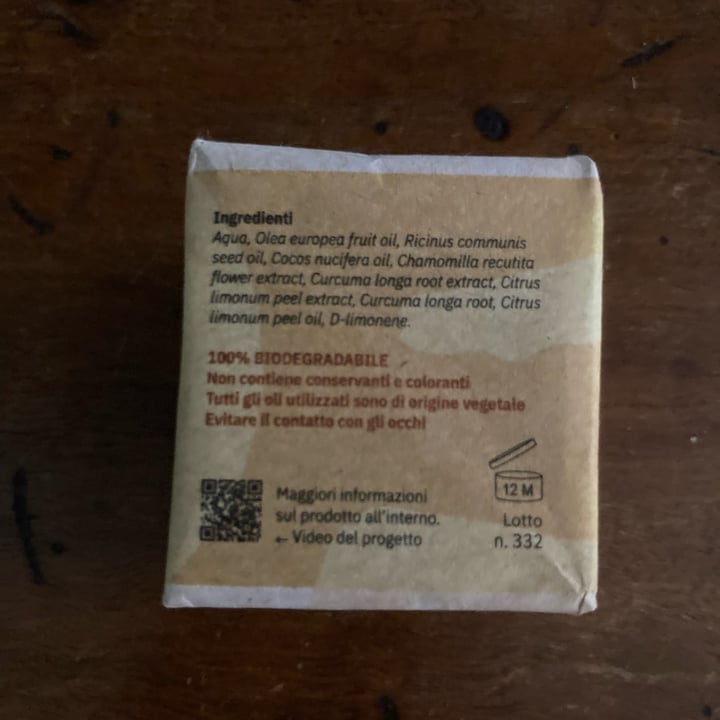 Ingredienti
Aqua, Olea europea fruit oil, Ricinus communis
seed oil, Cocos nucifera oil, Chamomilla recutita
flower extract, Curcuma longa root extract, Citrus
limonum peel extract, Curcuma longa root, Citrus
limonum peel oil, D-limonene.
100% BIODEGRADABILE
Non contiene conservanti e coloranti
Tutti gli oli utilizzati sono di origine vegetale
Evitare il contatto con gli occhi
12 M
Maggiori informazioni
sul prodotto all'interno.
← Video del progetto
Lotto
n. 332